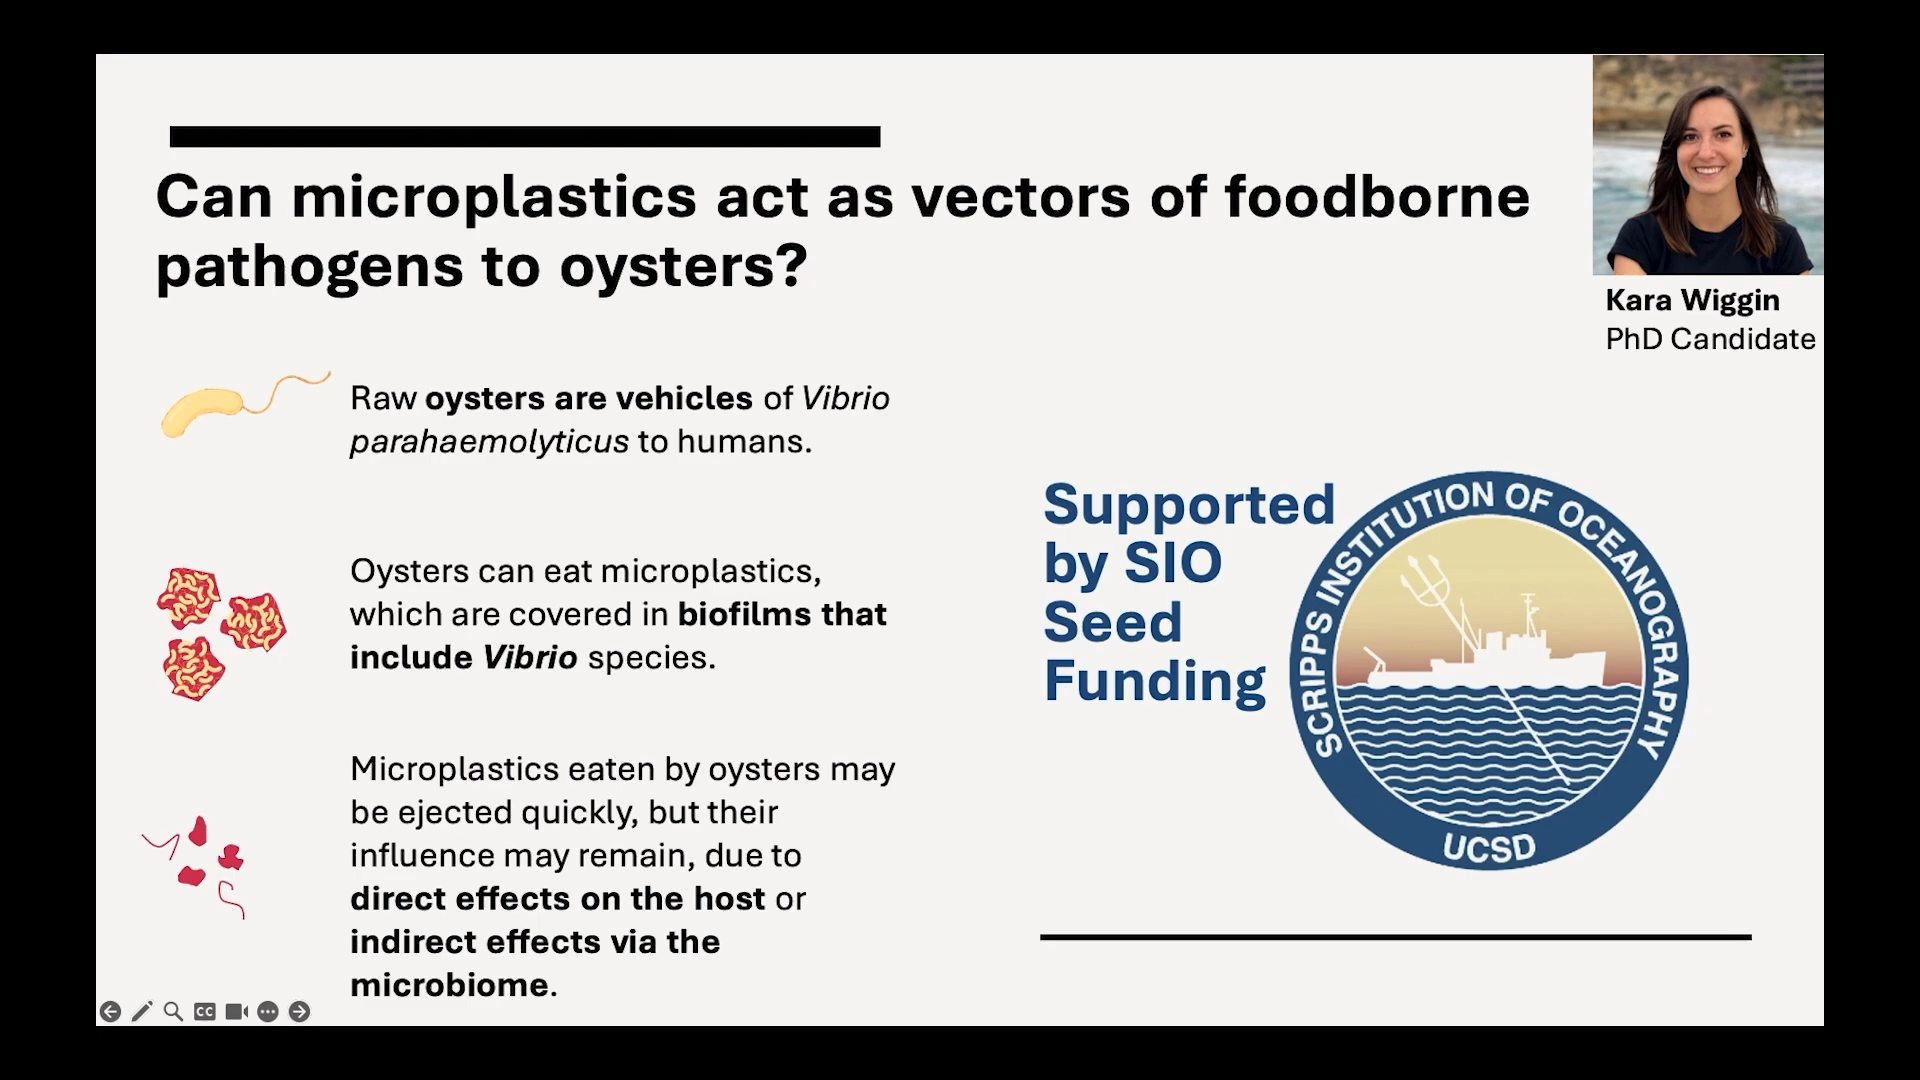 Can microplastics act as vectors of foodborne
pathogens to oysters?
Kara Wiggin
PhD Candidate
Raw oysters are vehicles of Vibrio
parahaemolyticus to humans.
Oysters can eat microplastics,
which are covered in biofilms that
include Vibrio species.
Microplastics eaten by oysters may
be ejected quickly, but their
influence may remain, due to
direct effects on the host or
indirect effects via the
microbiome.
Supported
by SIO
Seed
Funding
SCRIPPS INSTITUTION OF OCEANOGRAPHY
UCSD
CC